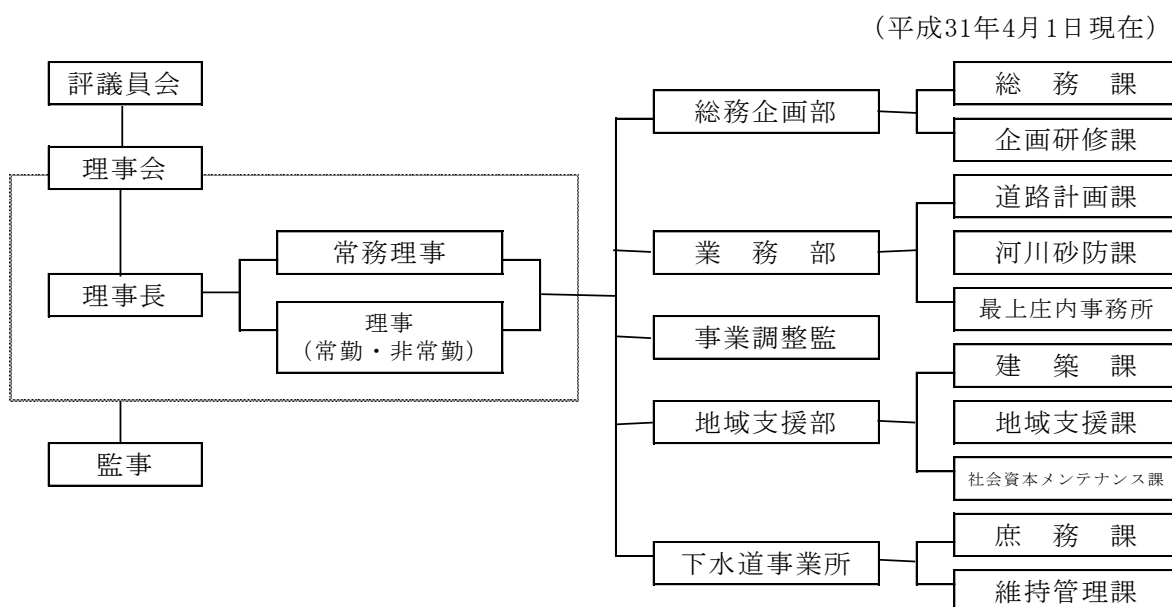 (平成31年4月1日現在)
評議員会
理事会
理事長
常務理事
理事
(常勤・非常勤)
監事
総務企画部
総　務　課
企画研修課
業　務　部
道路計画課
河川砂防課
最上庄内事務所
事業調整監
地域支援部
建　築　課
地域支援課
社会資本メンテナンス課
下水道事業所
庶　務　課
維持管理課